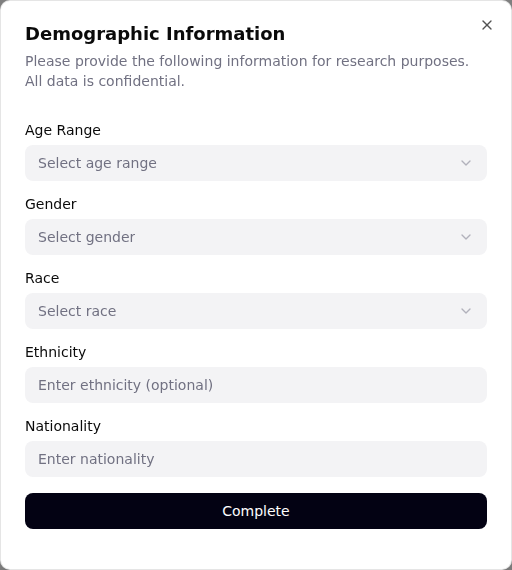 Demographic Information
Please provide the following information for research purposes.
All data is confidential.
Age Range
Select age range
Gender
Select gender
Race
Select race
Ethnicity
Enter ethnicity (optional)
Nationality
Enter nationality
Complete